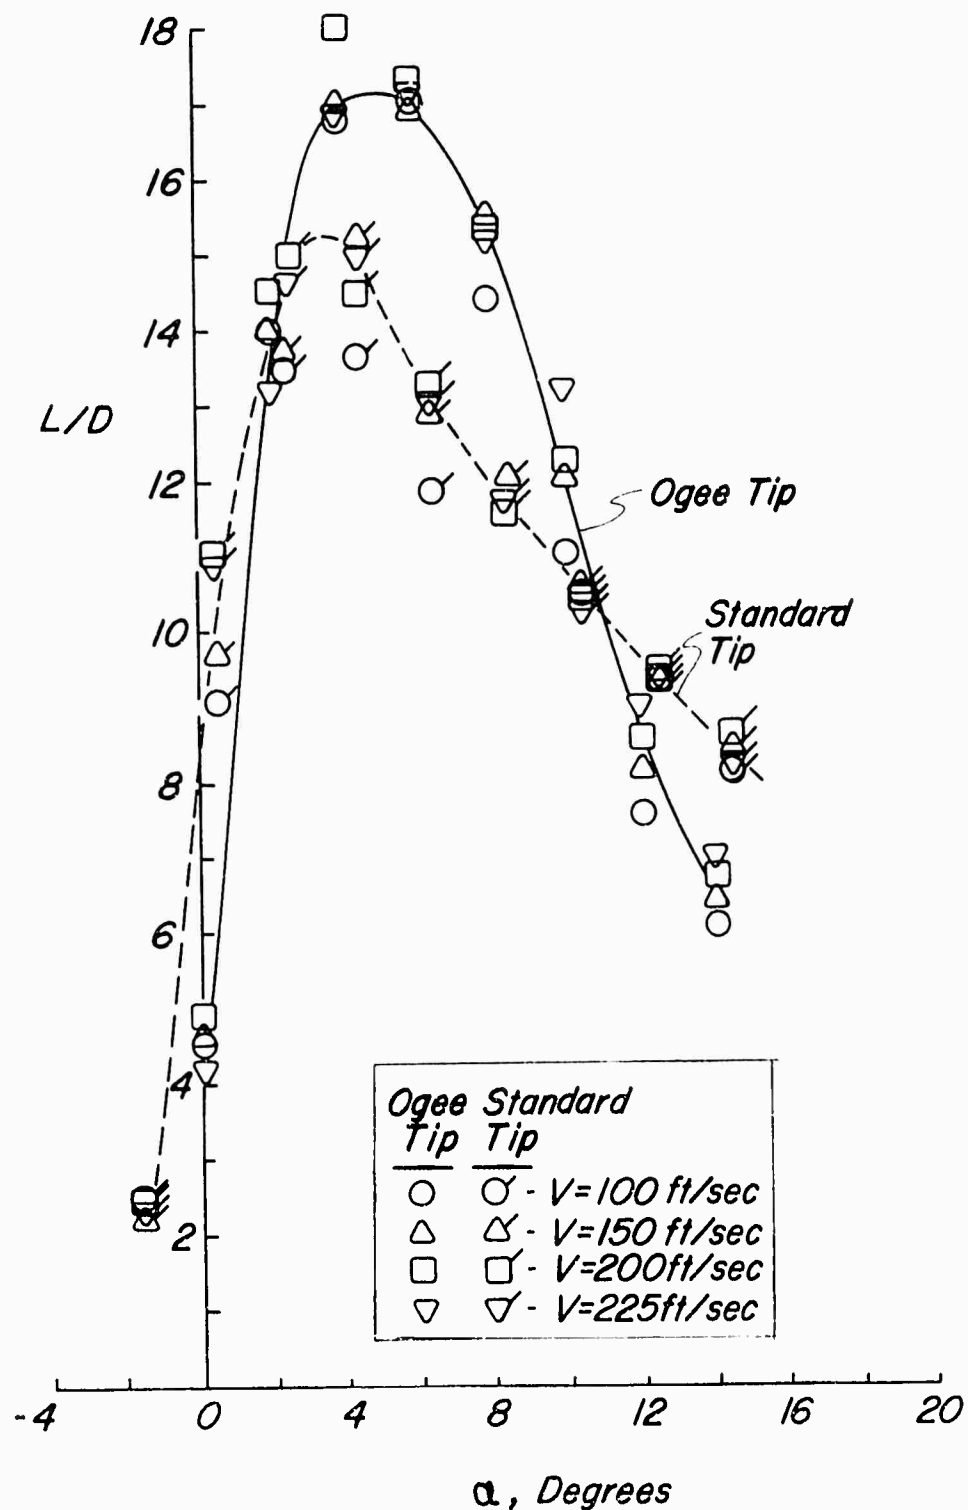 18
16
14
L/D
12
Ogee Tip
10
Standard
Tip
8
6
4
2
Ogee Standard
Tip Tip
- V=100 ft/sec
- V=150 ft/sec
- V=200ft/sec
- V=225ft/sec
-4 0 4 8 12 16 20
α, Degrees